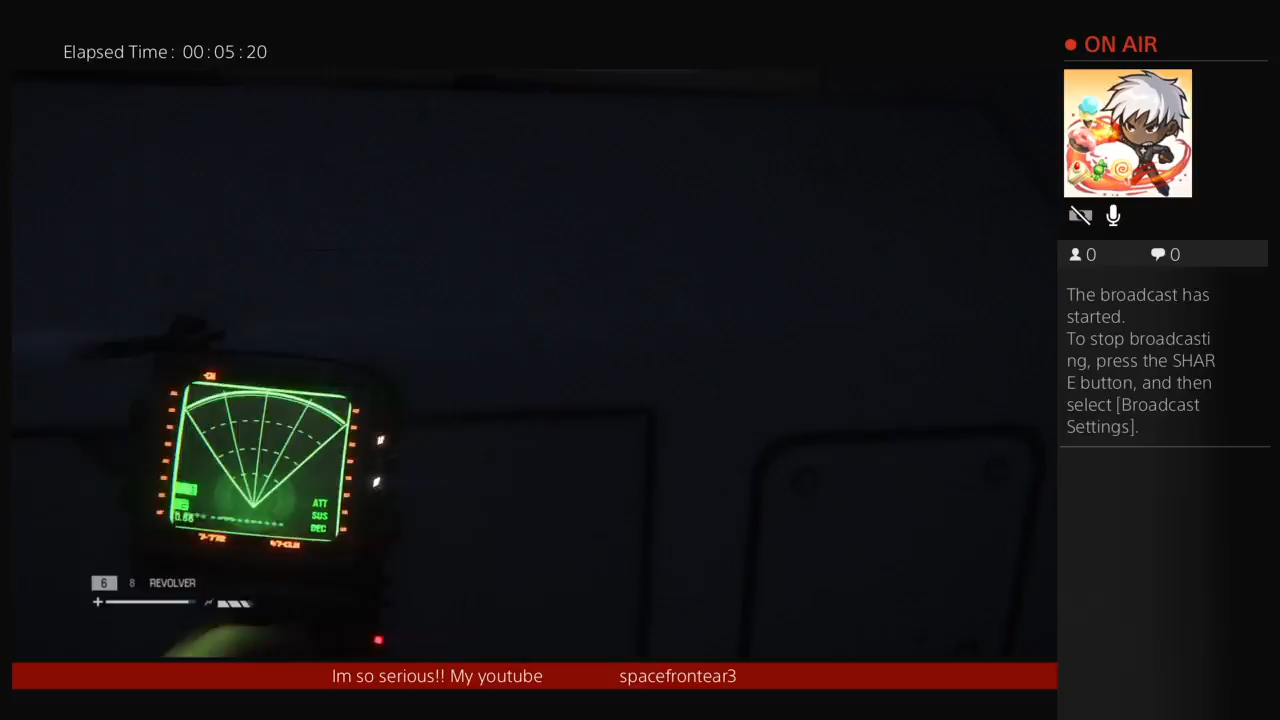 Elapsed Time: 00:05:20
ON AIR
0 0
The broadcast has
started.
To stop broadcasti
ng, press the SHAR
E button, and then
select [Broadcast
Settings].
ATT
SUS
DEC
6 8 REVOLVER
Im so serious!! My youtube spacefrontear3